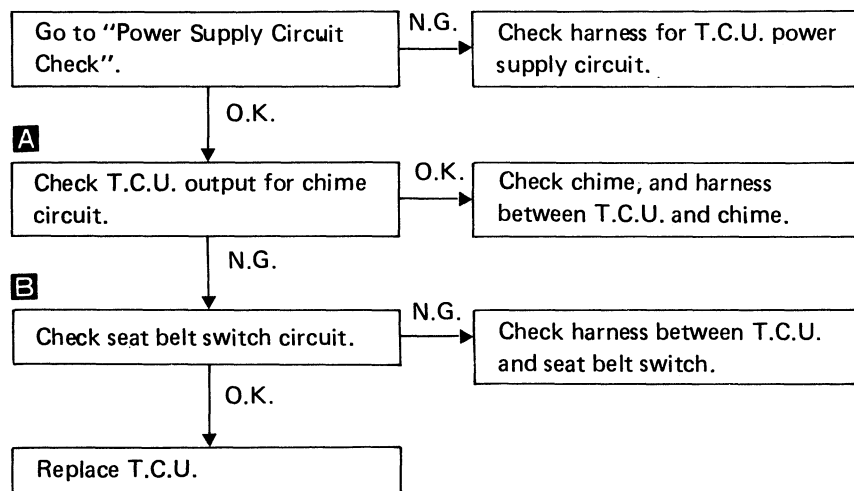 Go to "Power Supply Circuit
Check".
N.G.
Check harness for T.C.U. power
supply circuit.
O.K.
A
Check T.C.U. output for chime
circuit.
O.K.
Check chime, and harness
between T.C.U. and chime.
N.G.
B
Check seat belt switch circuit.
N.G.
Check harness between T.C.U.
and seat belt switch.
O.K.
Replace T.C.U.